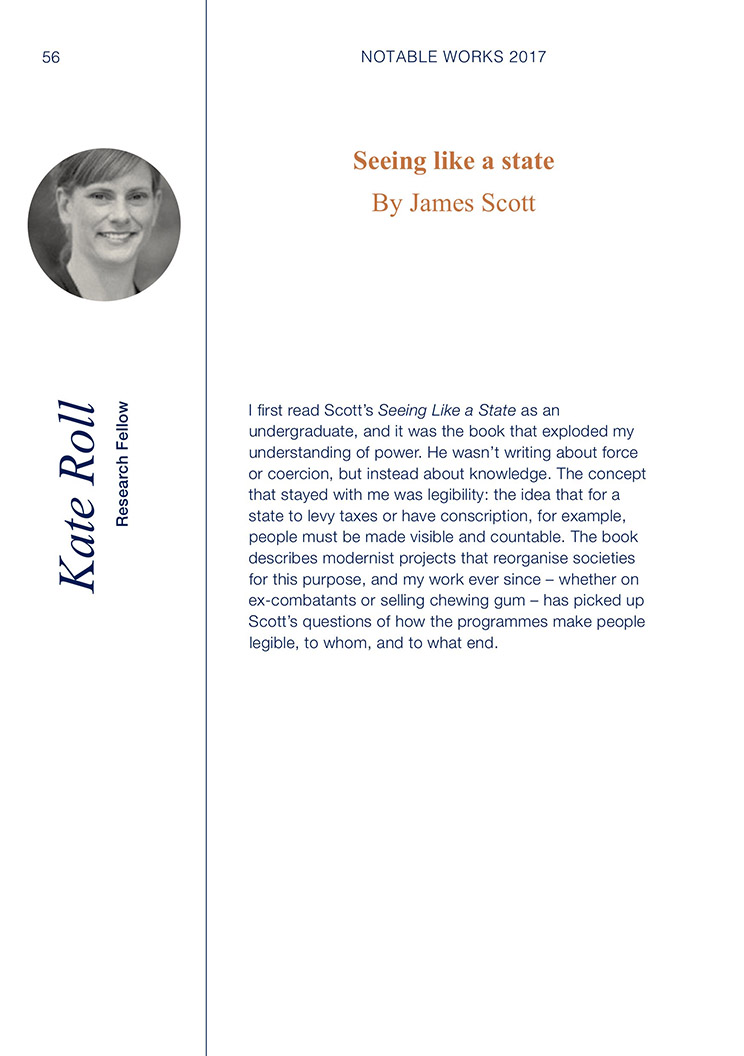 56
NOTABLE WORKS 2017
Seeing like a state
By James Scott
Kate Roll
Research Fellow
I first read Scott’s Seeing Like a State as an
undergraduate, and it was the book that exploded my
understanding of power. He wasn’t writing about force
or coercion, but instead about knowledge. The concept
that stayed with me was legibility: the idea that for a
state to levy taxes or have conscription, for example,
people must be made visible and countable. The book
describes modernist projects that reorganise societies
for this purpose, and my work ever since – whether on
ex-combatants or selling chewing gum – has picked up
Scott’s questions of how the programmes make people
legible, to whom, and to what end.